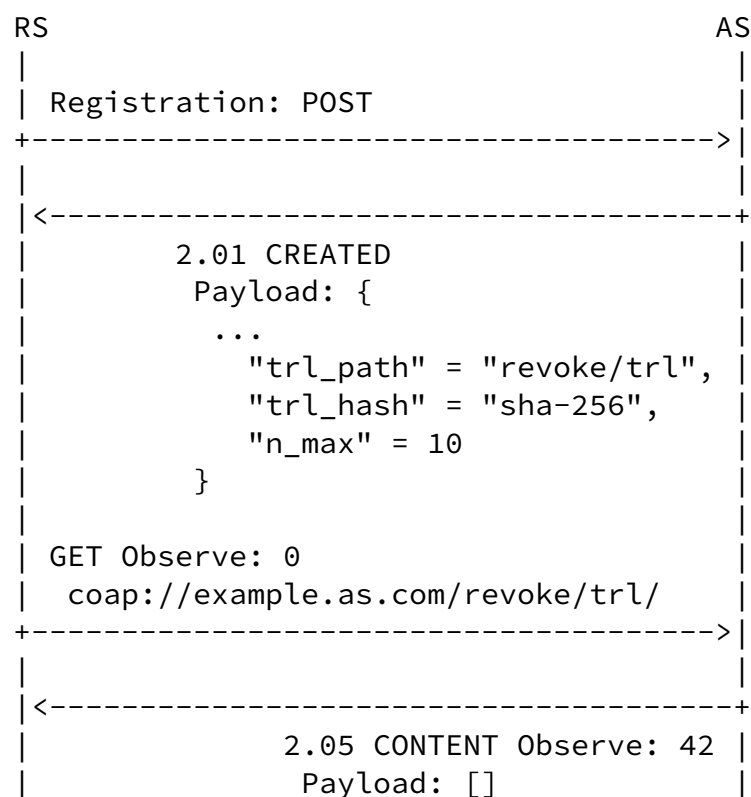 RS                                                  AS
|                                                    |
| Registration: POST                                 |
+--------------------------------------->|
|                                                    |
|<---------------------------------------+
|          2.01 CREATED                              |
|           Payload: {                               |
|            ...                                     |
|              "trl_path" = "revoke/trl",            |
|              "trl_hash" = "sha-256",               |
|              "n_max" = 10                          |
|           }                                        |
|                                                    |
| GET Observe: 0                                     |
|  coap://example.as.com/revoke/trl/                 |
+--------------------------------------->|
|                                                    |
|<---------------------------------------+
|                2.05 CONTENT Observe: 42            |
|                 Payload: []                        |